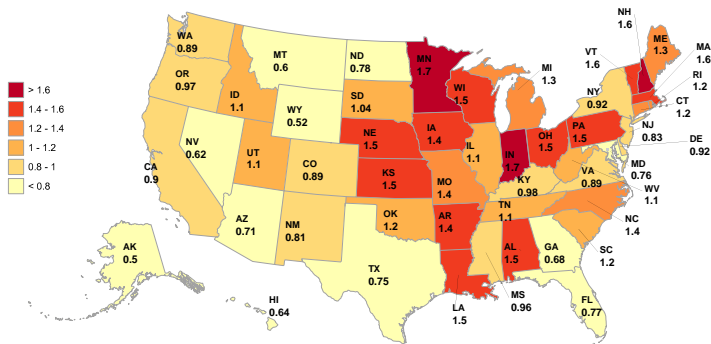 > 1.6
1.4 - 1.6
1.2 - 1.4
1 - 1.2
0.8 - 1
< 0.8
WA
0.89
OR
0.97
CA
0.9
NV
0.62
ID
1.1
MT
0.6
WY
0.52
UT
1.1
CO
0.89
AZ
0.71
NM
0.81
ND
0.78
SD
1.04
NE
1.5
KS
1.5
OK
1.2
TX
0.75
MN
1.7
IA
1.4
MO
1.4
AR
1.4
LA
1.5
WI
1.5
IL
1.1
MI
1.3
IN
1.7
OH
1.5
KY
0.98
TN
1.1
MS
0.96
AL
1.5
GA
0.68
FL
0.77
SC
1.2
NC
1.4
VA
0.89
WV
1.1
MD
0.76
DE
0.92
NJ
0.83
PA
1.5
NY
0.92
CT
1.2
RI
1.2
MA
1.6
VT
1.6
NH
1.6
ME
1.3
AK
0.5
HI
0.64